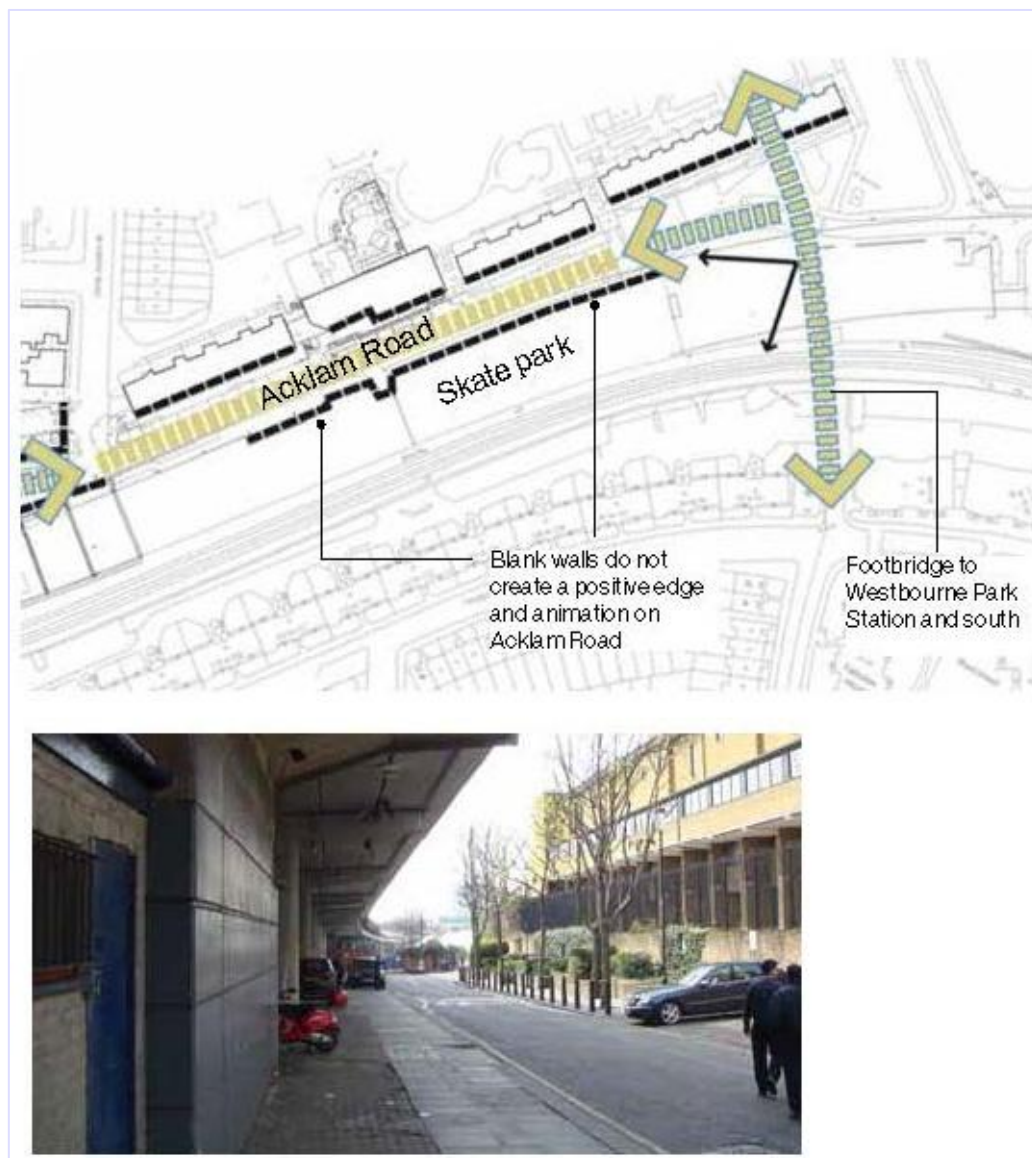 Acklam Road
Skate park
Blank walls do not
create a positive edge
and animation on
Acklam Road
Footbridge to
Westbourne Park
Station and south